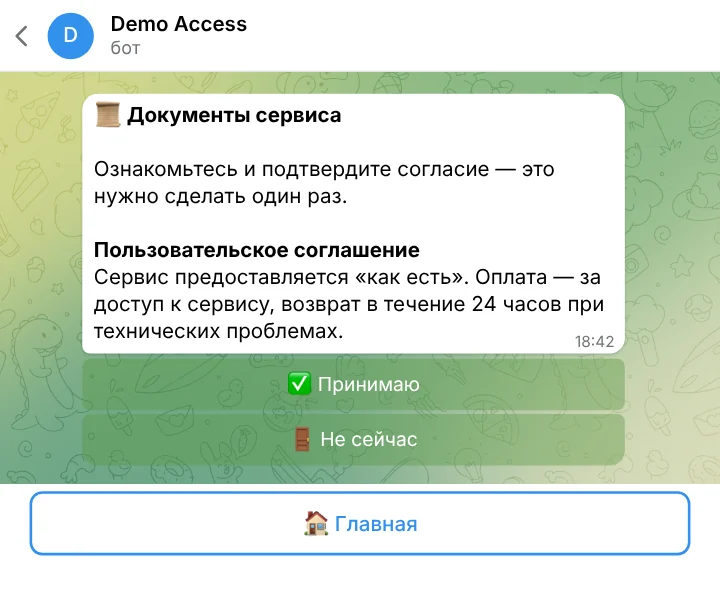 D
Demo Access
бот
📜 Документы сервиса
Ознакомьтесь и подтвердите согласие — это
нужно сделать один раз.
Пользовательское соглашение
Сервис предоставляется «как есть». Оплата — за
доступ к сервису, возврат в течение 24 часов при
технических проблемах.
18:42
✅ Принимаю
🚪 Не сейчас
🏠 Главная